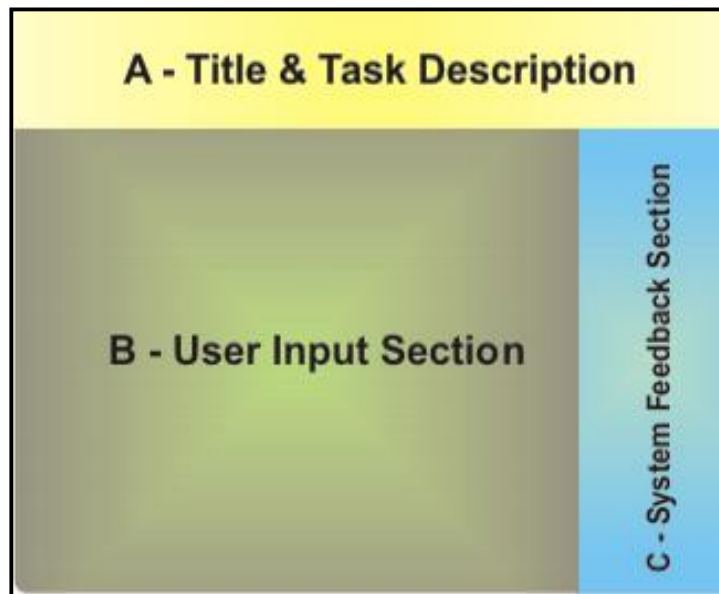 A - Title & Task Description
B - User Input Section
C - System Feedback Section